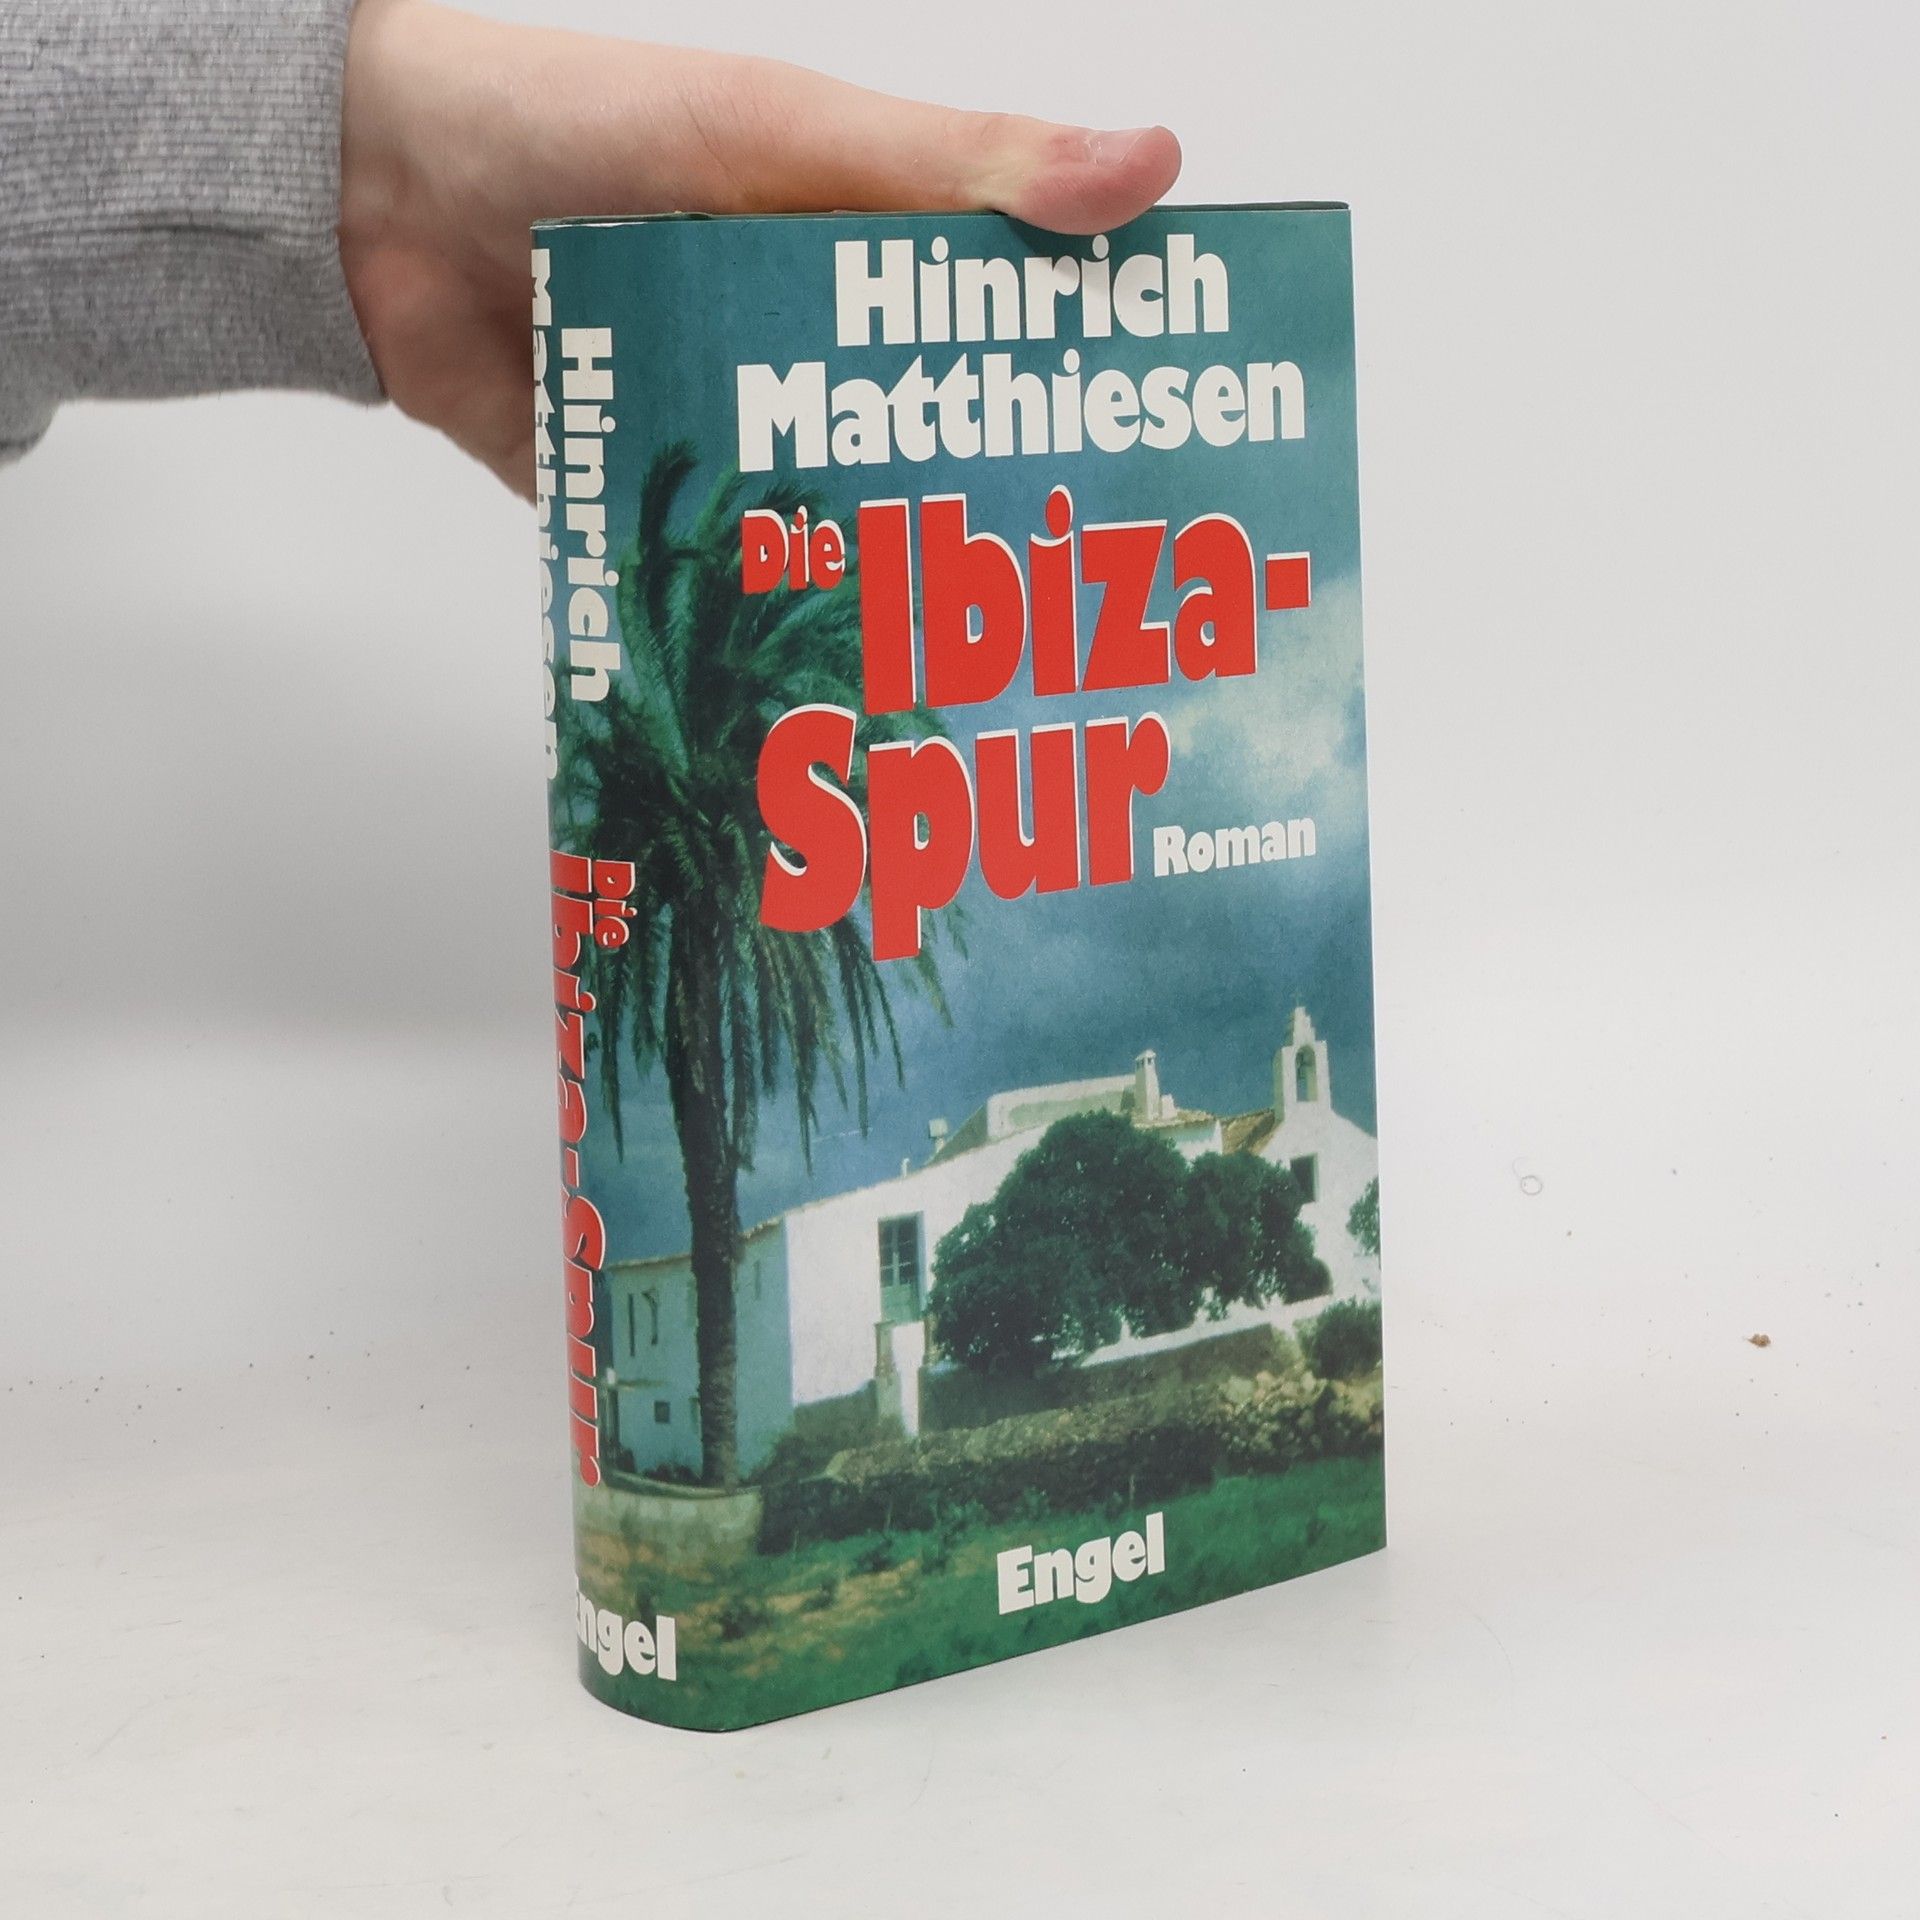 Hinrich
Matthiesen
Die Ibiza-
Spur
Roman
Engel
Hinrich
Matthiesen
Die
Ibiza-Spur
Engel